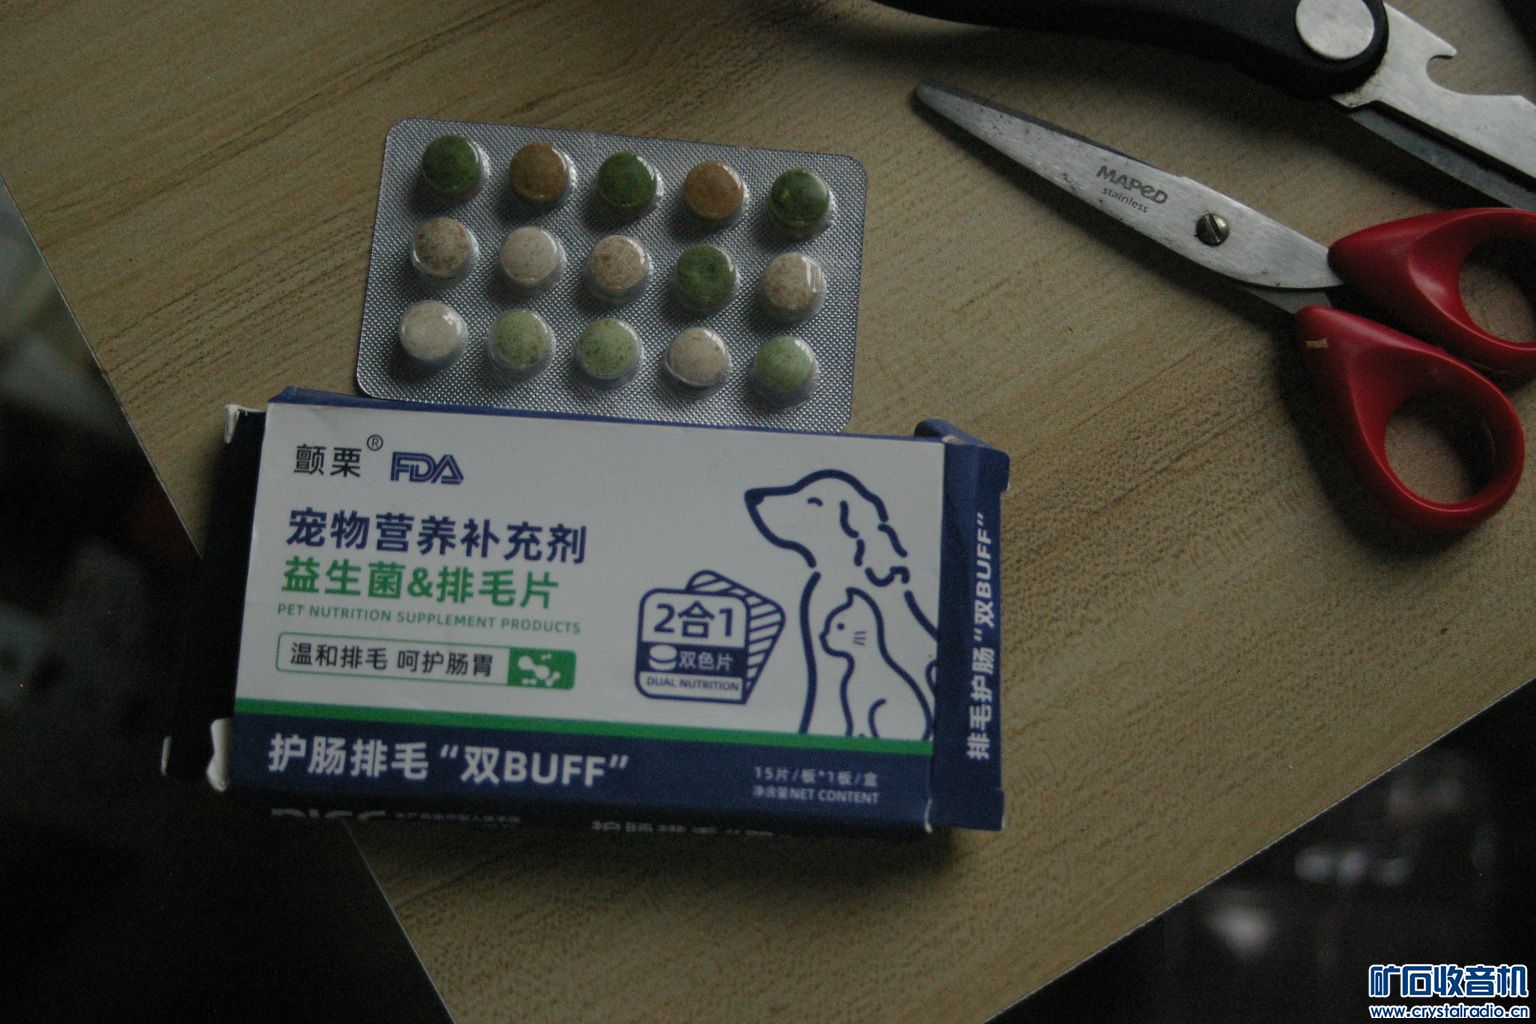 MAPED
stainless
颤栗® FDA
宠物营养补充剂
益生菌&排毛片
PET NUTRITION SUPPLEMENT PRODUCTS
温和排毛 呵护肠胃
2合1
双色片
DUAL NUTRITION
护肠排毛“双BUFF”
15片/板*1板/盒
净含量NET CONTENT
排毛护肠“双BUFF”
矿石收音机
www.crystalradio.cn